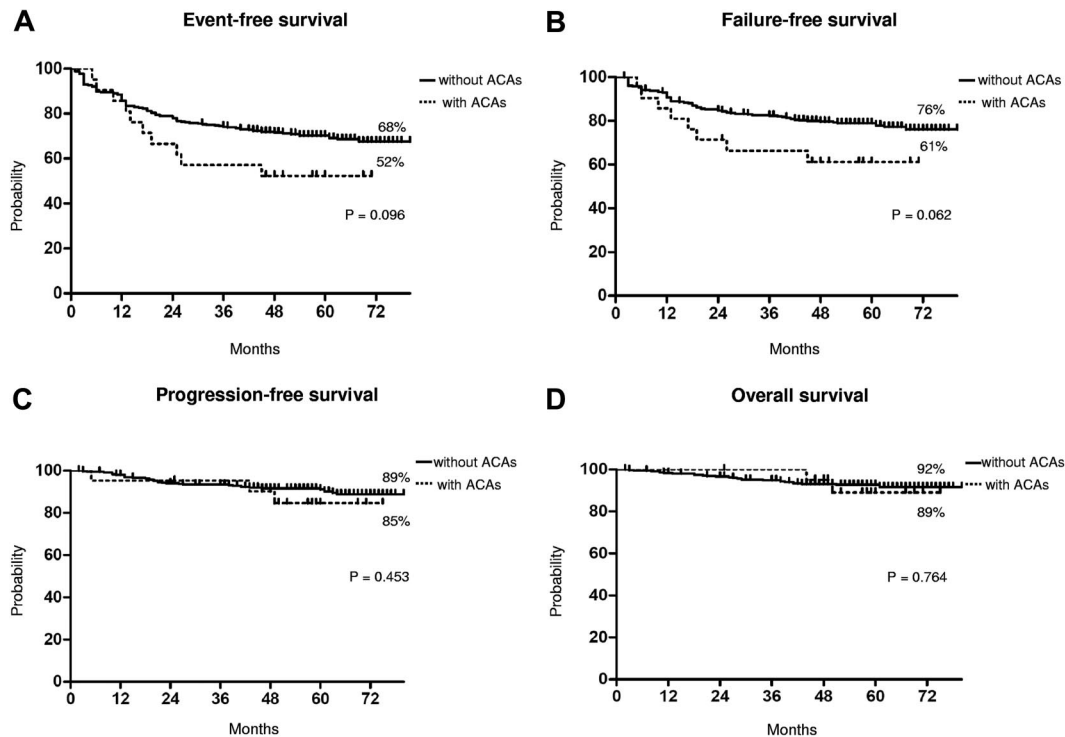 A
Event-free survival
100
80
60
40
20
0
Probability
0 12 24 36 48 60 72
Months
without ACAs
with ACAs
68%
52%
P = 0.096
B
Failure-free survival
100
80
60
40
20
0
Probability
0 12 24 36 48 60 72
Months
without ACAs
with ACAs
76%
61%
P = 0.062
C
Progression-free survival
100
80
60
40
20
0
Probability
0 12 24 36 48 60 72
Months
without ACAs
with ACAs
89%
85%
P = 0.453
D
Overall survival
100
80
60
40
20
0
Probability
0 12 24 36 48 60 72
Months
without ACAs
with ACAs
92%
89%
P = 0.764